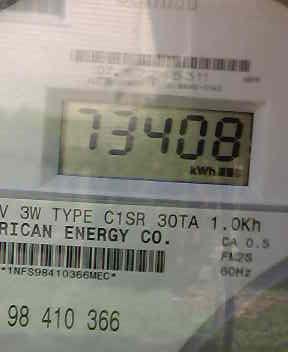 73408
kWh
V 3W TYPE C1SR 30TA 1.0Kh
RICAN ENERGY CO.
CA 0.5
FM2S
60Hz
*1NFS98410366MEC*
98 410 366